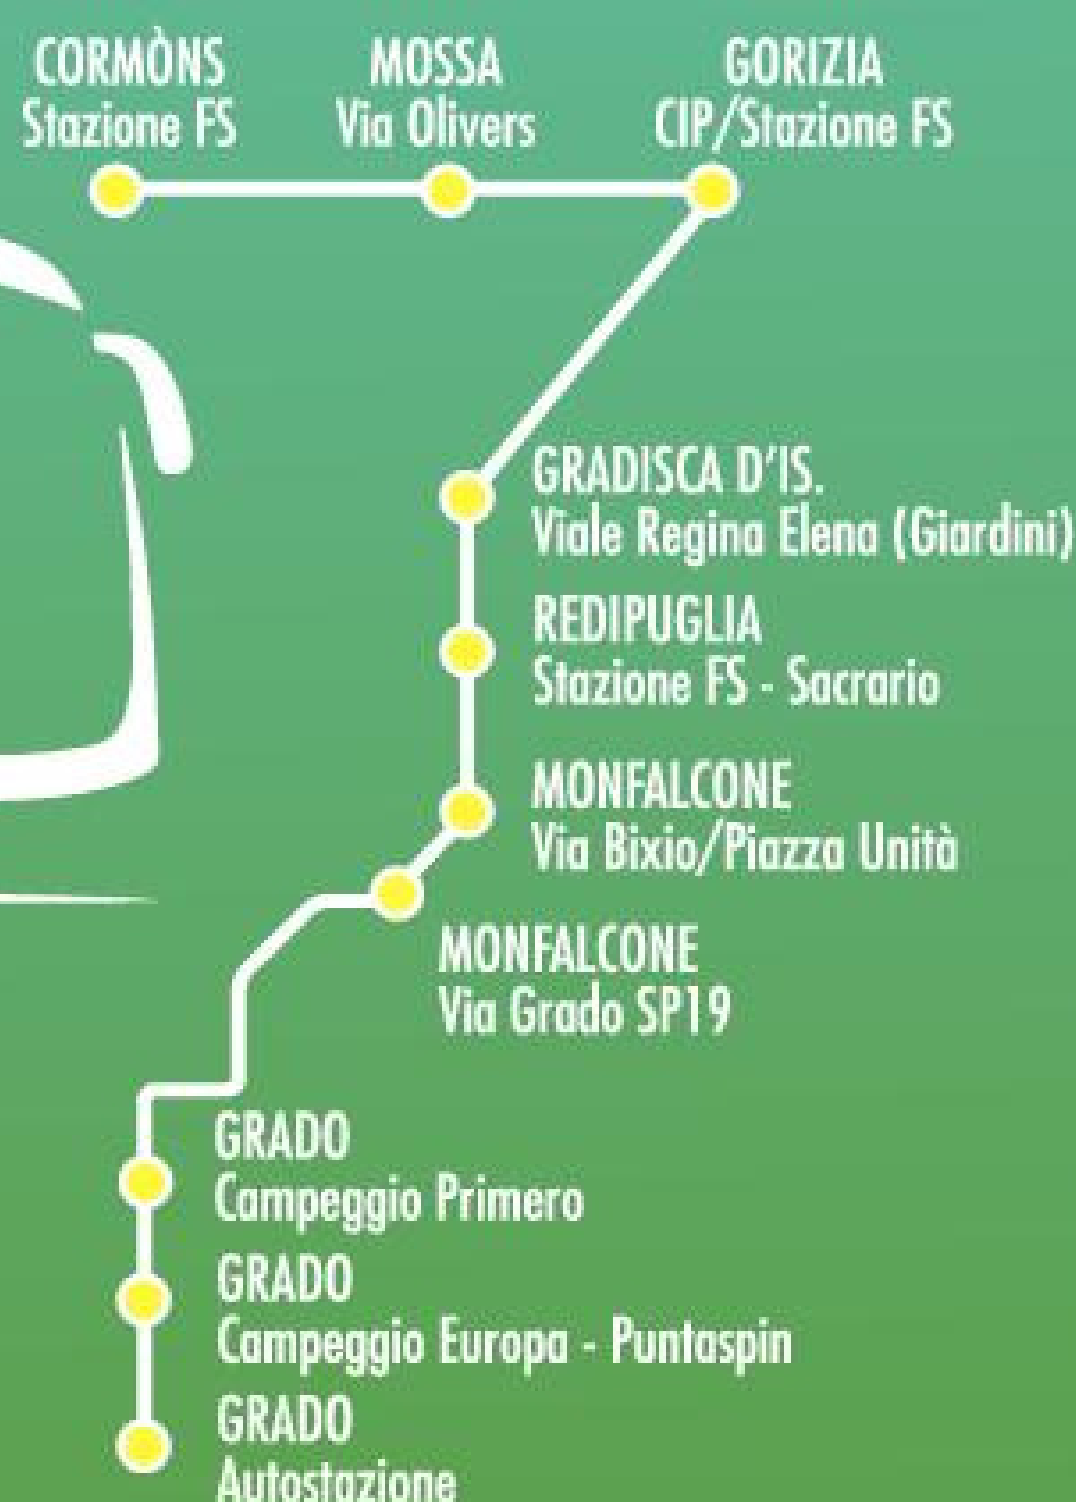 CORMÒNS
Stazione FS
MOSSA
Via Olivers
GORIZIA
CIP/Stazione FS
GRADISCA D'IS.
Viale Regina Elena (Giardini)
REDIPUGLIA
Stazione FS - Sacrario
MONFALCONE
Via Bixio/Piazza Unità
MONFALCONE
Via Grado SP19
GRADO
Campeggio Primero
GRADO
Campeggio Europa - Puntaspin
GRADO
Autostazione